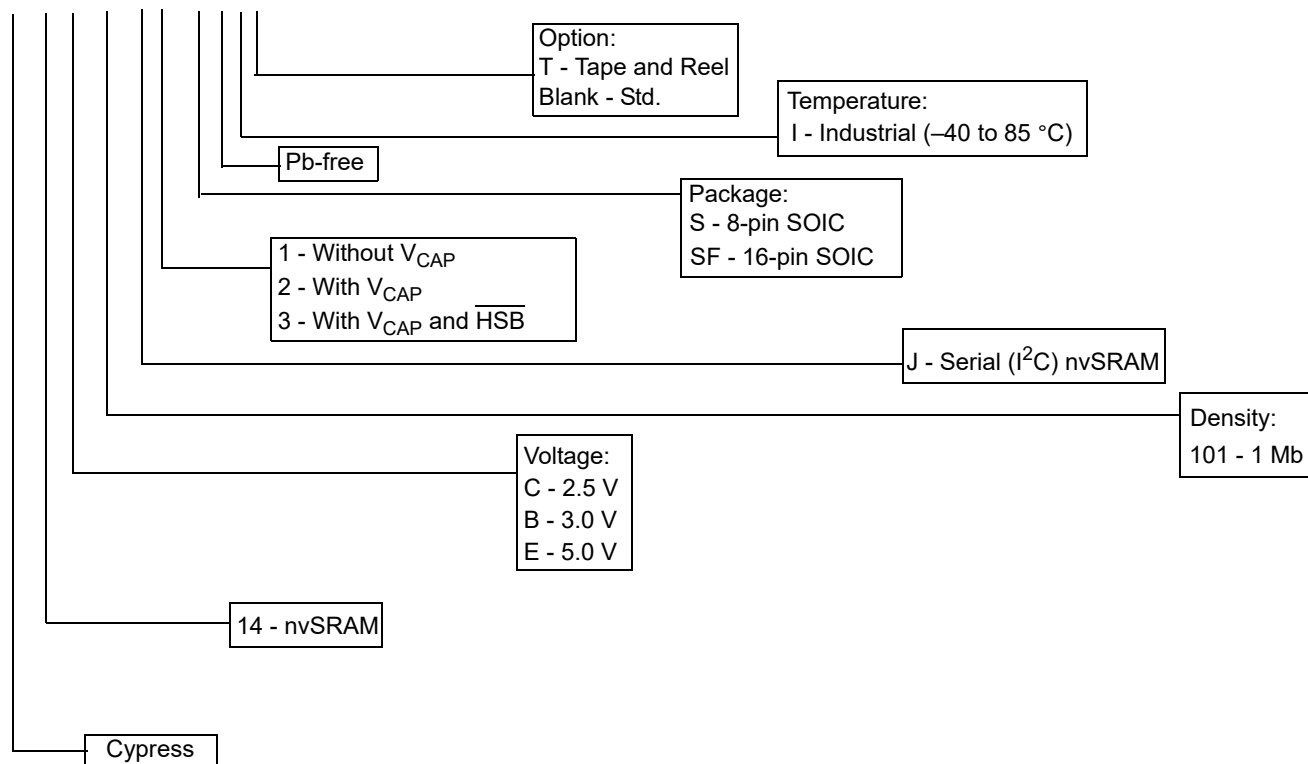 Option:
T - Tape and Reel
Blank - Std.
Temperature:
I - Industrial (–40 to 85 °C)
Pb-free
Package:
S - 8-pin SOIC
SF - 16-pin SOIC
1 - Without VCAP
2 - With VCAP
3 - With VCAP and HSB
J - Serial (I2C) nvSRAM
Density:
101 - 1 Mb
Voltage:
C - 2.5 V
B - 3.0 V
E - 5.0 V
14 - nvSRAM
Cypress